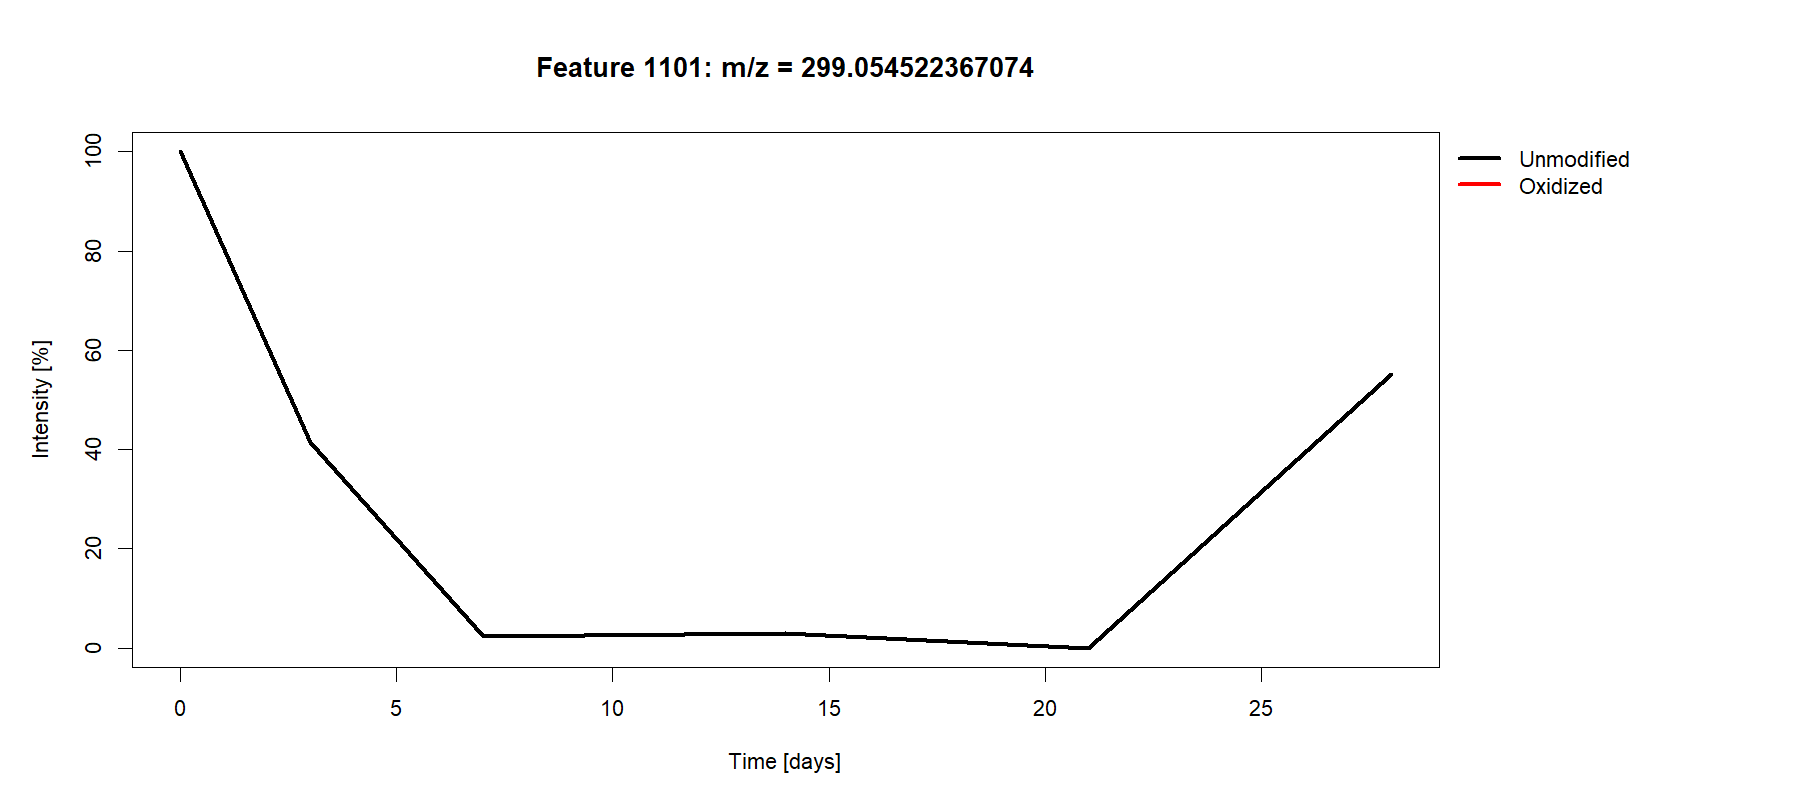 Feature 1101: m/z = 299.054522367074
Unmodified
Oxidized
Intensity [%]
100
80
60
40
20
0
0 5 10 15 20 25
Time [days]